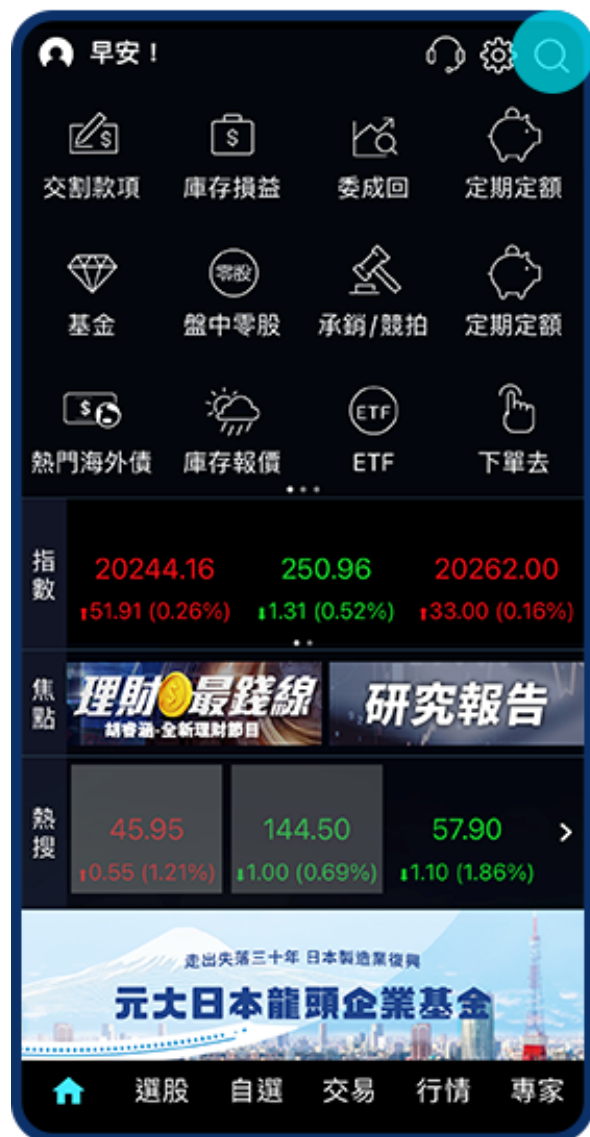 早安！
交割款項 庫存損益 委成回 定期定額
零股
基金 盤中零股 承銷/競拍 定期定額
ETF
熱門海外債 庫存報價 ETF 下單去
指數
20244.16 250.96 20262.00
↑51.91 (0.26%) ↓1.31 (0.52%) ↑33.00 (0.16%)
焦點
理財最錢線 研究報告
胡睿涵-全新理財節目
熱搜
45.95 144.50 57.90
↑0.55 (1.21%) ↓1.00 (0.69%) ↓1.10 (1.86%)
走出失落三十年 日本製造業復興
元大日本龍頭企業基金
選股 自選 交易 行情 專家